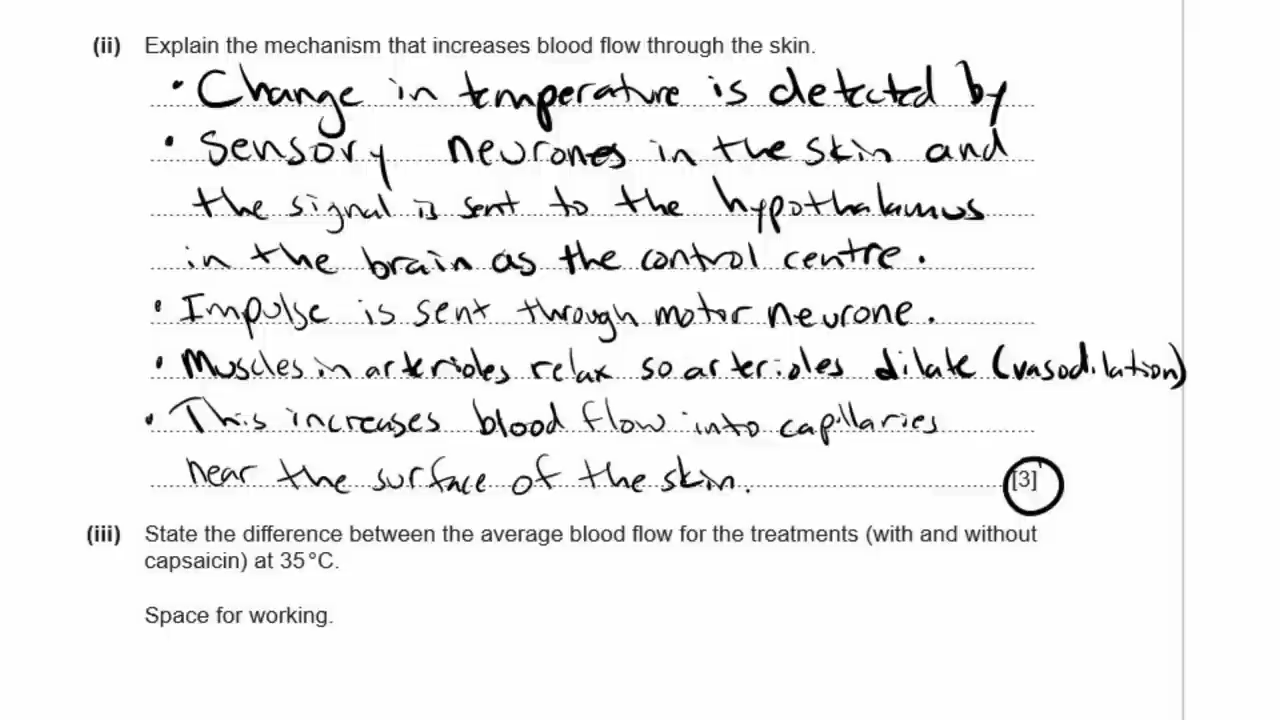 (ii) Explain the mechanism that increases blood flow through the skin.
• Change in temperature is detected by
• Sensory neurones in the skin and
the signal is sent to the hypothalamus
in the brain as the control centre.
• Impulse is sent through motor neurone.
• Muscles in arterioles relax so arterioles dilate (vasodilation)
• This increases blood flow into capillaries
near the surface of the skin.
[3]
(iii) State the difference between the average blood flow for the treatments (with and without
capsaicin) at 35 °C.
Space for working.